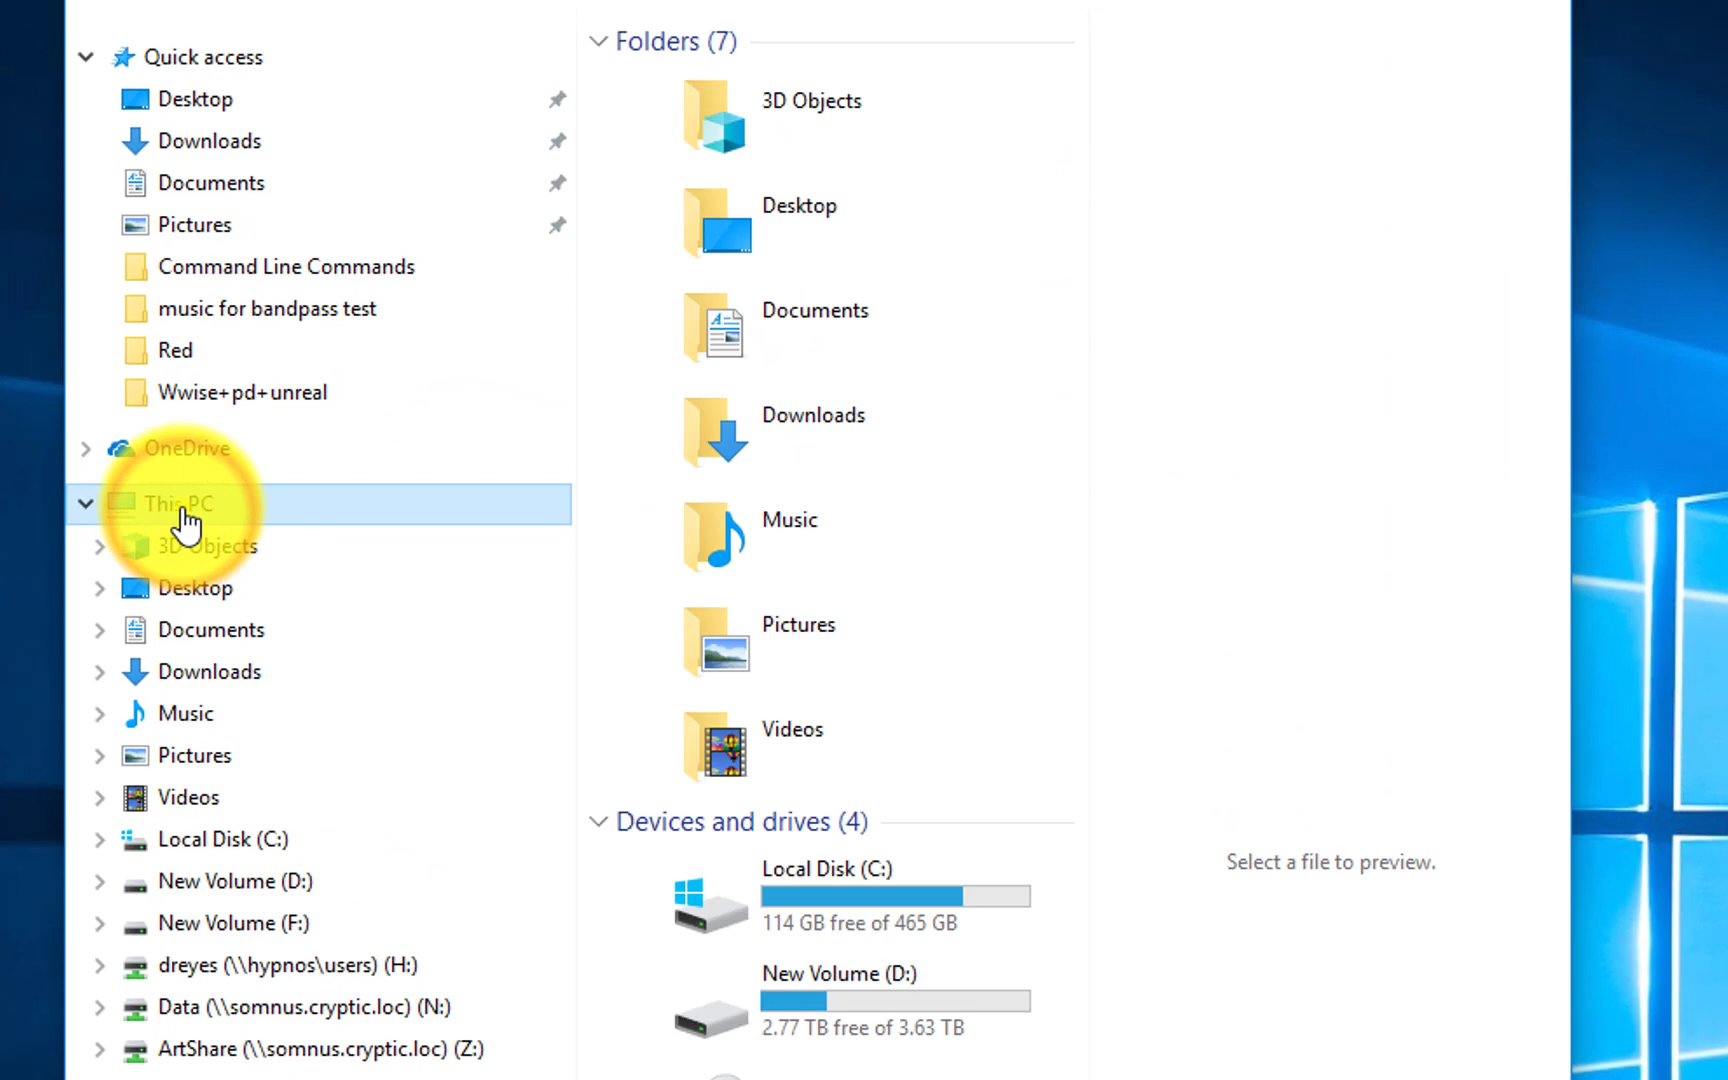 Quick access
Desktop
Downloads
Documents
Pictures
Command Line Commands
music for bandpass test
Red
Wwise+pd+unreal
OneDrive
This PC
3D Objects
Desktop
Documents
Downloads
Music
Pictures
Videos
Local Disk (C:)
New Volume (D:)
New Volume (F:)
dreyes (\\hypnos\users) (H:)
Data (\\somnus.cryptic.loc) (N:)
ArtShare (\\somnus.cryptic.loc) (Z:)
Folders (7)
3D Objects
Desktop
Documents
Downloads
Music
Pictures
Videos
Devices and drives (4)
Local Disk (C:)
114 GB free of 465 GB
New Volume (D:)
2.77 TB free of 3.63 TB
Select a file to preview.